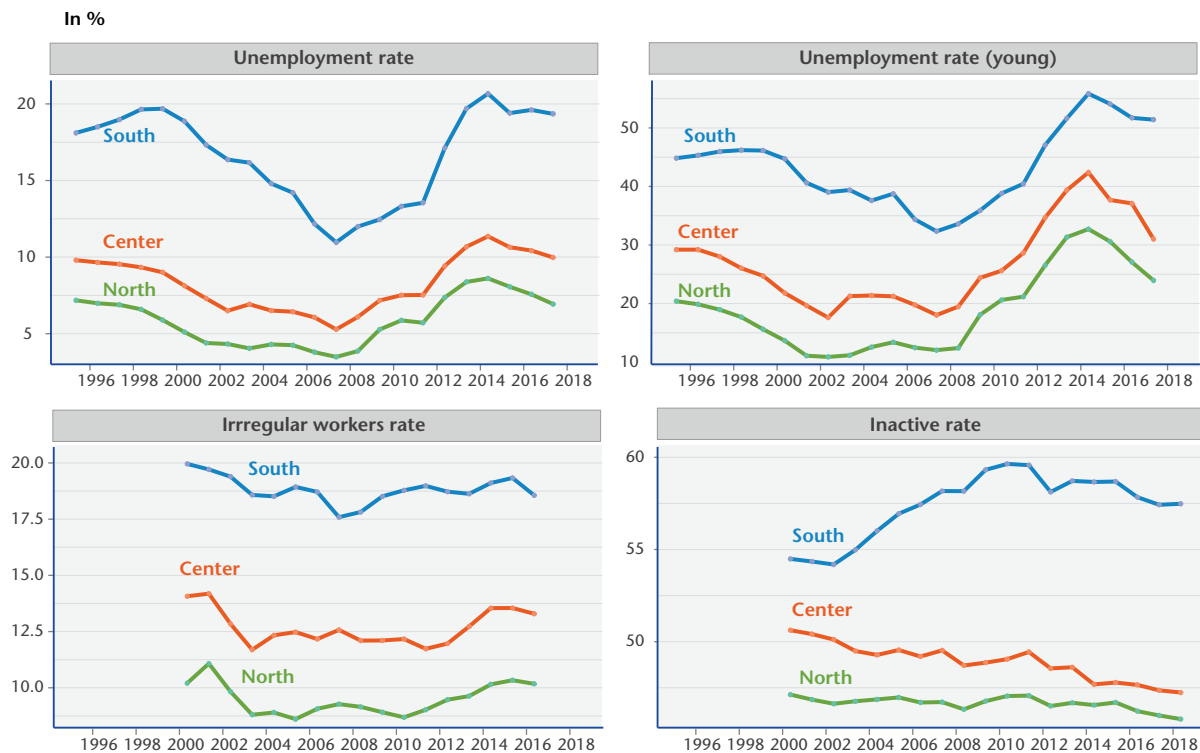 In %
Unemployment rate
20
15
10
5
South
Center
North
1996 1998 2000 2002 2004 2006 2008 2010 2012 2014 2016 2018
Unemployment rate (young)
50
40
30
20
10
South
Center
North
1996 1998 2000 2002 2004 2006 2008 2010 2012 2014 2016 2018
Irrregular workers rate
20.0
17.5
15.0
12.5
10.0
South
Center
North
1996 1998 2000 2002 2004 2006 2008 2010 2012 2014 2016 2018
Inactive rate
60
55
50
South
Center
North
1996 1998 2000 2002 2004 2006 2008 2010 2012 2014 2016 2018